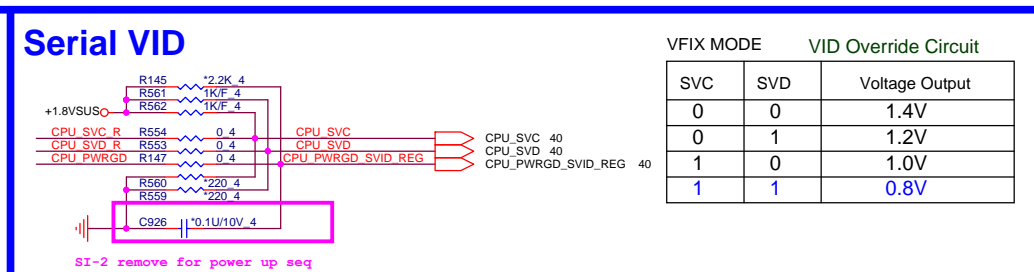 Serial VID
VFIX MODE VID Override Circuit
SVC SVD Voltage Output
0 0 1.4V
0 1 1.2V
1 0 1.0V
1 1 0.8V
R145 *2.2K_4
R561 1K/F_4
R562 1K/F_4
+1.8VSUS
CPU_SVC_R R554 0_4 CPU_SVC CPU_SVC 40
CPU_SVD_R R553 0_4 CPU_SVD CPU_SVD 40
CPU_PWRGD R147 0_4 CPU_PWRGD_SVID_REG CPU_PWRGD_SVID_REG 40
R560 *220_4
R559 *220_4
C926 *0.1U/10V_4
SI-2 remove for power up seq